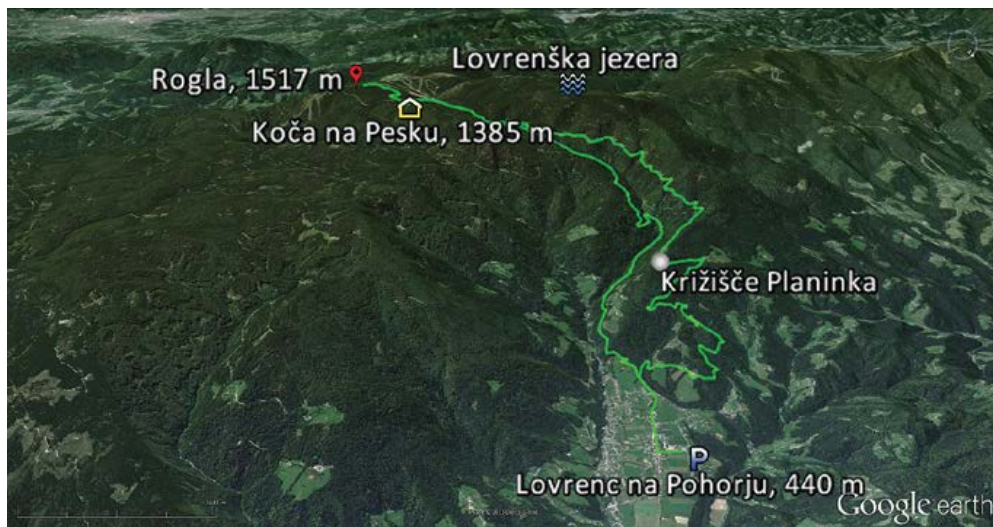 Lovrenška jezera
Rogla, 1517 m
Koča na Pesku, 1385 m
Križišče Planinka
P
Lovrenc na Pohorju, 440 m
Google earth